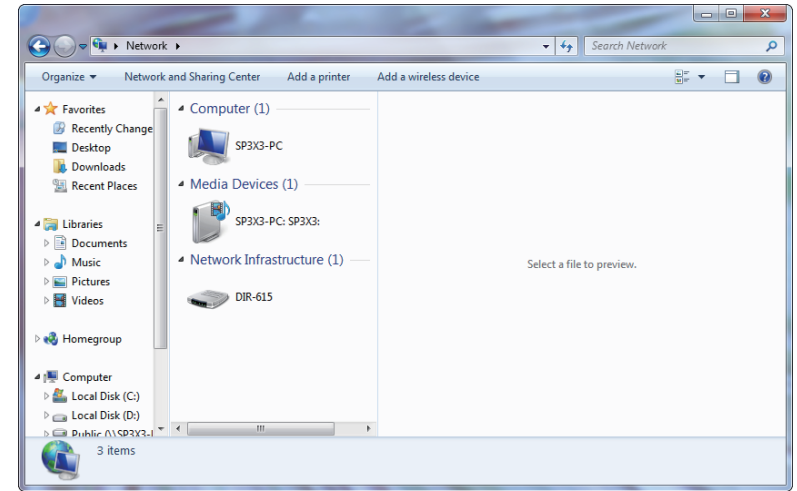 Network
Search Network
Organize Network and Sharing Center Add a printer Add a wireless device
Favorites
Recently Change
Desktop
Downloads
Recent Places
Libraries
Documents
Music
Pictures
Videos
Homegroup
Computer
Local Disk (C:)
Local Disk (D:)
Public (\\SP3X3-
Computer (1)
SP3X3-PC
Media Devices (1)
SP3X3-PC: SP3X3:
Network Infrastructure (1)
DIR-615
Select a file to preview.
3 items